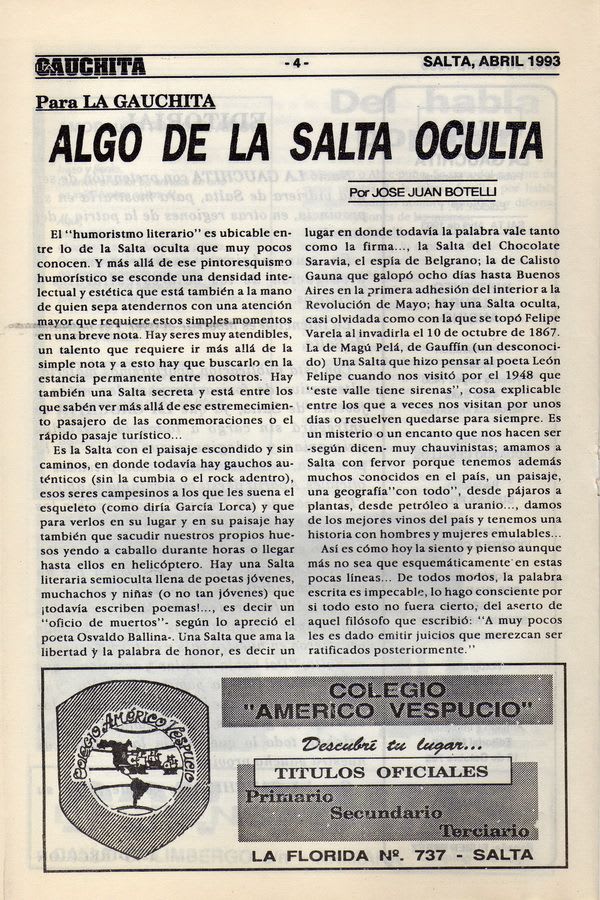 LA GAUCHITA
- 4 -
SALTA, ABRIL 1993
Para LA GAUCHITA
ALGO DE LA SALTA OCULTA
Por JOSE JUAN BOTELLI
El "humoristmo literario" es ubicable en-
tre lo de la Salta oculta que muy pocos
conocen. Y más allá de ese pintoresquismo
humorístico se esconde una densidad inte-
lectual y estética que está también a la mano
de quien sepa atendernos con una atención
mayor que requiere estos simples momentos
en una breve nota. Hay seres muy atendibles,
un talento que requiere ir más allá de la
simple nota y a esto hay que buscarlo en la
estancia permanente entre nosotros. Hay
también una Salta secreta y está entre los
que sabén ver más allá de ese estremecimien-
to pasajero de las conmemoraciones o el
rápido pasaje turístico...
Es la Salta con el paisaje escondido y sin
caminos, en donde todavía hay gauchos au-
ténticos (sin la cumbia o el rock adentro),
esos seres campesinos a los que les suena el
esqueleto (como diría García Lorca) y que
para verlos en su lugar y en su paisaje hay
también que sacudir nuestros propios hue-
sos yendo a caballo durante horas o llegar
hasta ellos en helicóptero. Hay una Salta
literaria semioculta llena de poetas jóvenes,
muchachos y niñas (o no tan jóvenes) que
¡todavía escriben poemas!..., es decir un
"oficio de muertos"- según lo apreció el
poeta Osvaldo Ballina-. Una Salta que ama la
libertad y la palabra de honor, es decir un
lugar en donde todavía la palabra vale tanto
como la firma..., la Salta del Chocolate
Saravia, el espía de Belgrano; la de Calisto
Gauna que galopó ocho días hasta Buenos
Aires en la primera adhesión del interior a la
Revolución de Mayo; hay una Salta oculta,
casi olvidada como con la que se topó Felipe
Varela al invadirla el 10 de octubre de 1867.
La de Magú Pelá, de Gauffín (un desconoci-
do) Una Salta que hizo pensar al poeta León
Felipe cuando nos visitó por el 1948 que
"este valle tiene sirenas", cosa explicable
entre los que a veces nos visitan por unos
días o resuelven quedarse para siempre. Es
un misterio o un encanto que nos hacen ser
-según dicen- muy chauvinistas; amamos a
Salta con fervor porque tenemos además
muchos conocidos en el país, un paisaje,
una geografía"con todo", desde pájaros a
plantas, desde petróleo a uranio..., damos
de los mejores vinos del país y tenemos una
historia con hombres y mujeres emulables...
Así es cómo hoy la siento y pienso aunque
más no sea que esquemáticamente en estas
pocas líneas... De todos modos, la palabra
escrita es impecable, lo hago consciente por
si todo esto no fuera cierto, del aserto de
aquel filósofo que escribió: "A muy pocos
les es dado emitir juicios que merezcan ser
ratificados posteriormente."
COLEGIO AMÉRICO VESPUCIO
COLEGIO
"AMERICO VESPUCIO"
Descubrí tu lugar...
TITULOS OFICIALES
Primario
Secundario
Terciario
LA FLORIDA Nº. 737 - SALTA